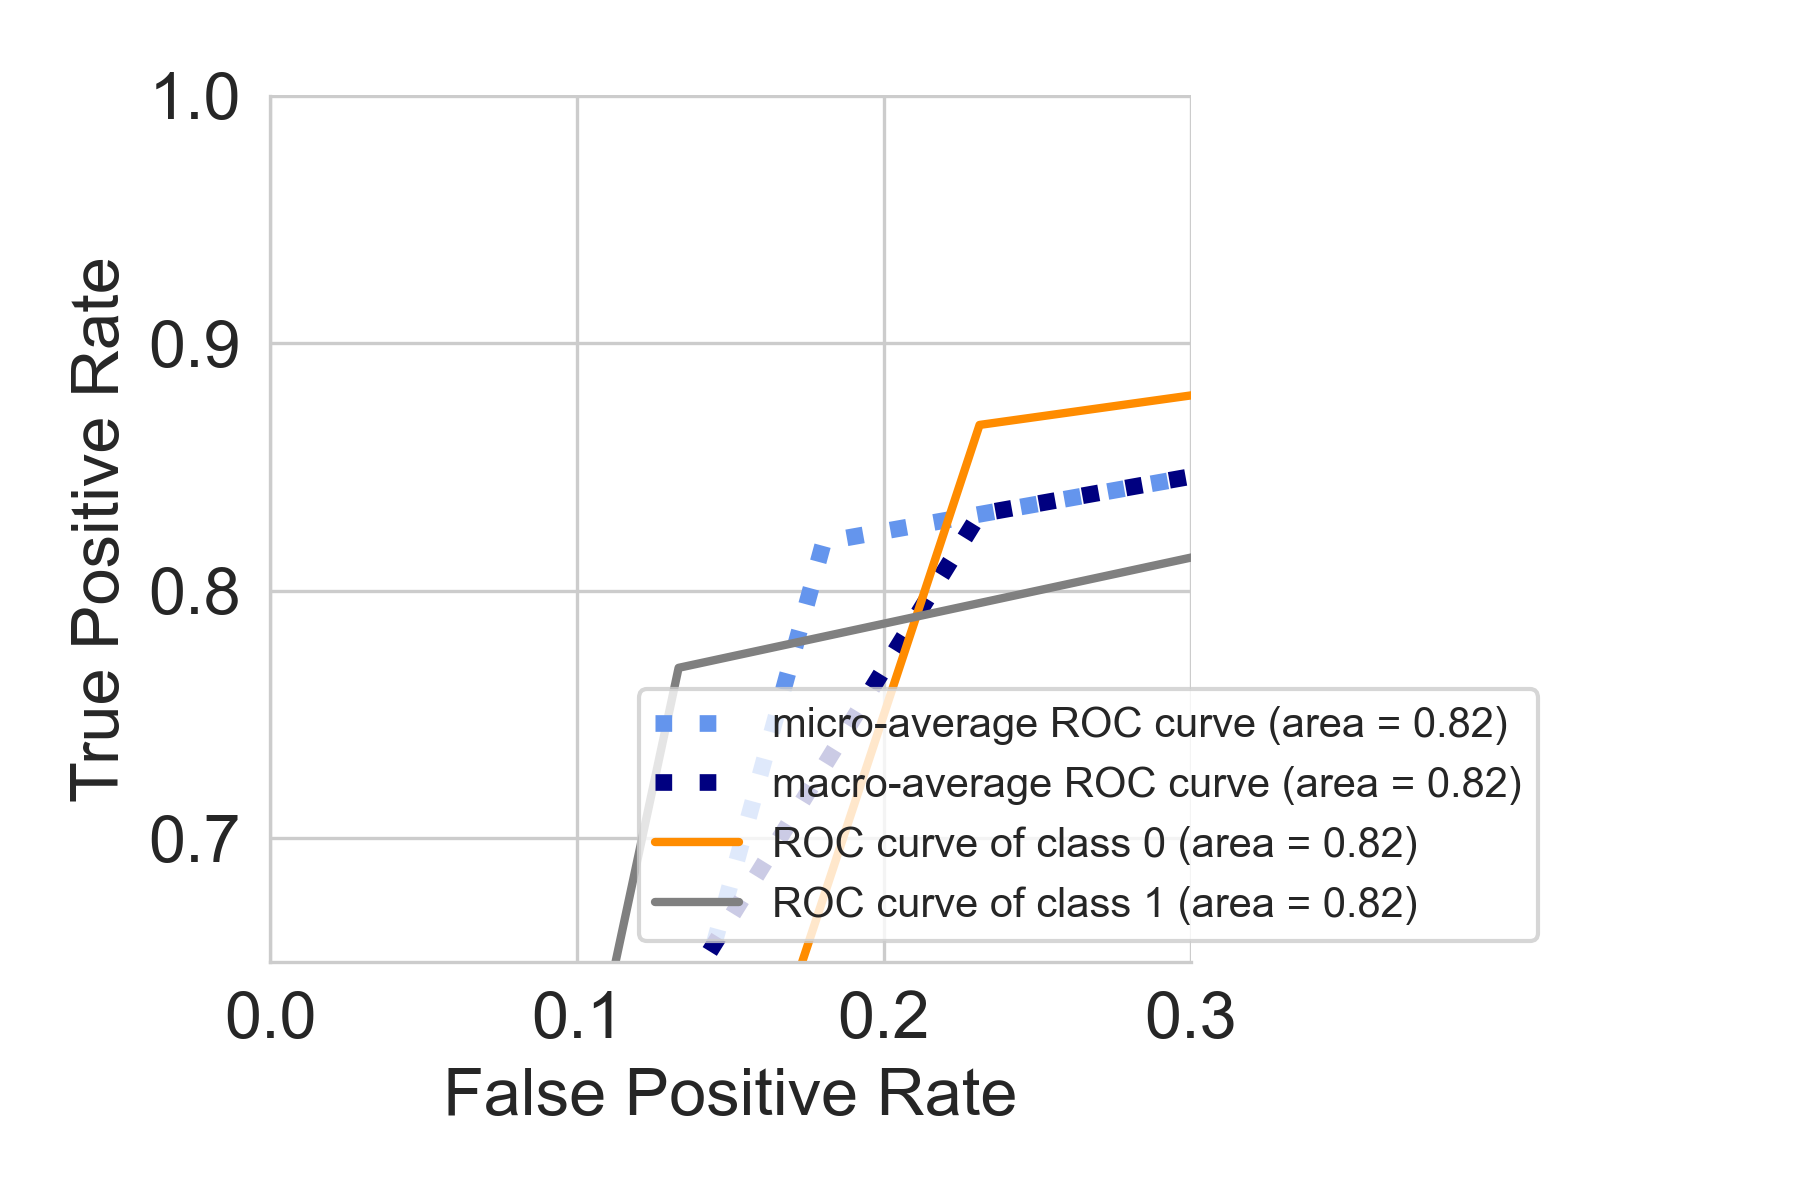 1.0
0.9
0.8
0.7
True Positive Rate
micro-average ROC curve (area = 0.82)
macro-average ROC curve (area = 0.82)
ROC curve of class 0 (area = 0.82)
ROC curve of class 1 (area = 0.82)
0.0 0.1 0.2 0.3
False Positive Rate